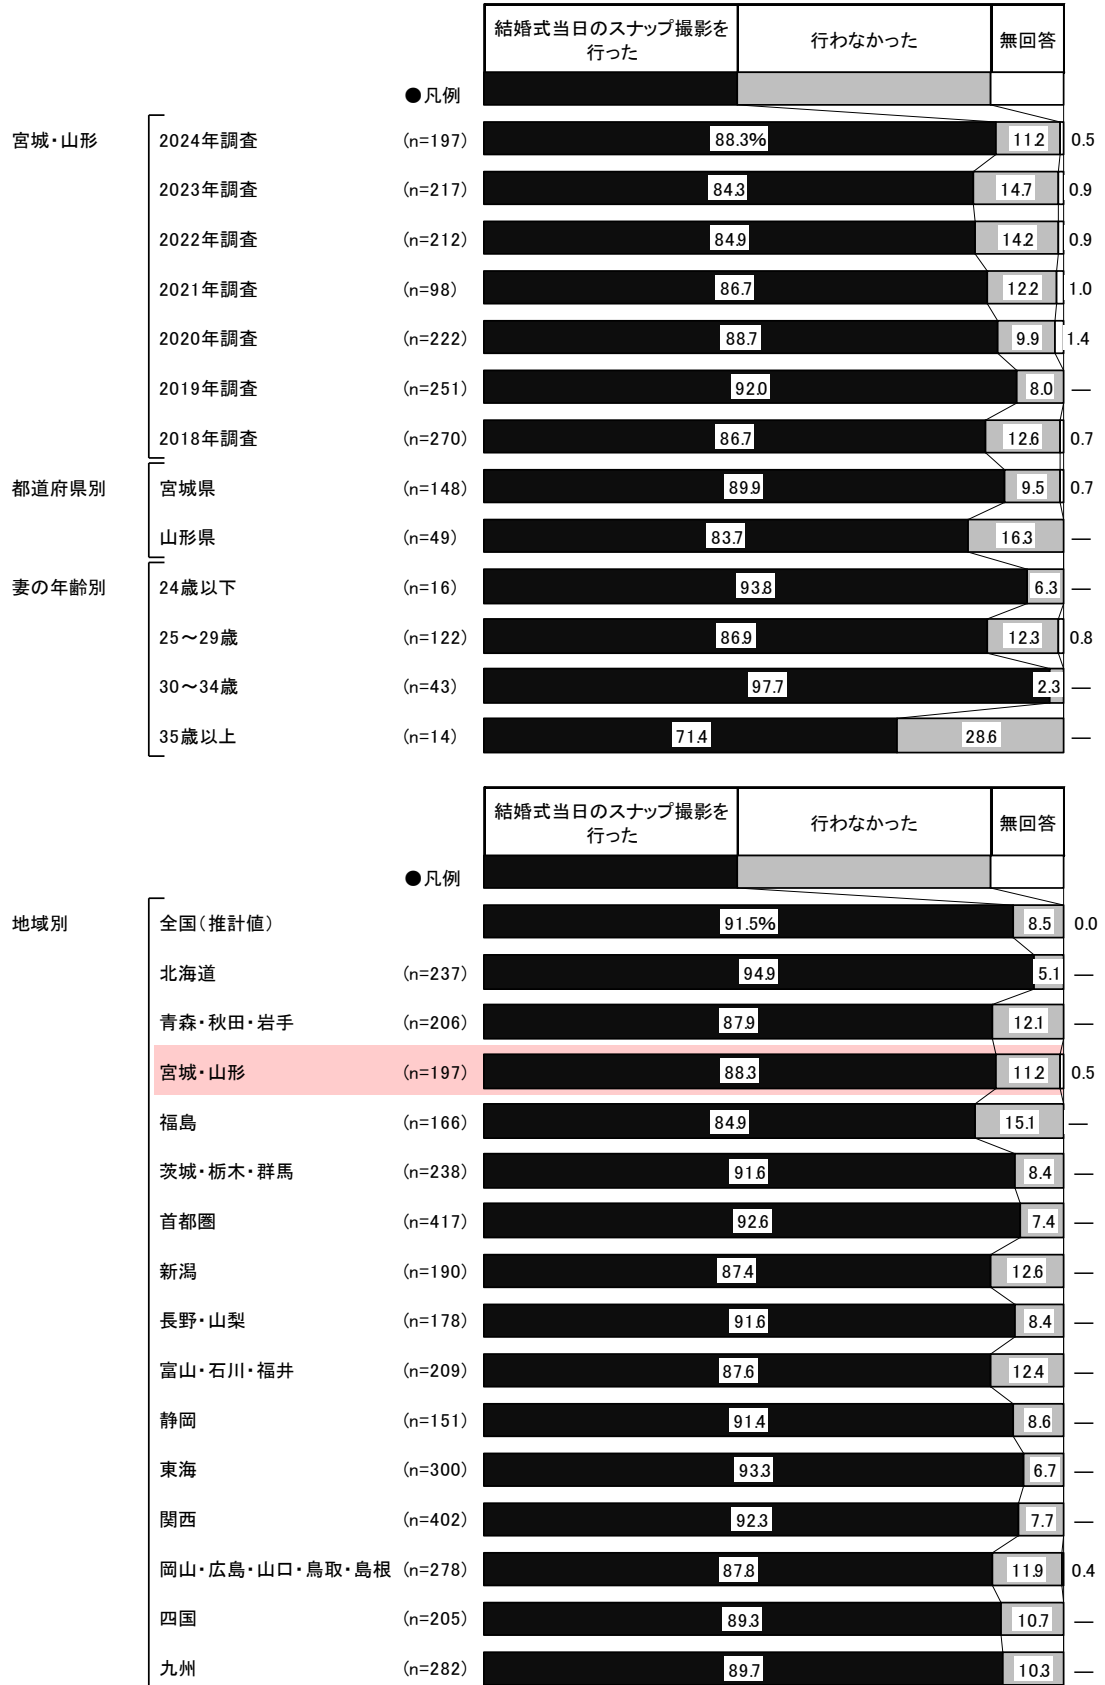 結婚式当日のスナップ撮影を
行った
行わなかった
無回答
●凡例
宮城・山形 2024年調査 (n=197) 88.3% 11.2 0.5
2023年調査 (n=217) 84.3 14.7 0.9
2022年調査 (n=212) 84.9 14.2 0.9
2021年調査 (n=98) 86.7 12.2 1.0
2020年調査 (n=222) 88.7 9.9 1.4
2019年調査 (n=251) 92.0 8.0 —
2018年調査 (n=270) 86.7 12.6 0.7
都道府県別 宮城県 (n=148) 89.9 9.5 0.7
山形県 (n=49) 83.7 16.3 —
妻の年齢別 24歳以下 (n=16) 93.8 6.3 —
25～29歳 (n=122) 86.9 12.3 0.8
30～34歳 (n=43) 97.7 2.3 —
35歳以上 (n=14) 71.4 28.6 —
結婚式当日のスナップ撮影を
行った
行わなかった
無回答
●凡例
地域別 全国（推計値） 91.5% 8.5 0.0
北海道 (n=237) 94.9 5.1 —
青森・秋田・岩手 (n=206) 87.9 12.1 —
宮城・山形 (n=197) 88.3 11.2 0.5
福島 (n=166) 84.9 15.1 —
茨城・栃木・群馬 (n=238) 91.6 8.4 —
首都圏 (n=417) 92.6 7.4 —
新潟 (n=190) 87.4 12.6 —
長野・山梨 (n=178) 91.6 8.4 —
富山・石川・福井 (n=209) 87.6 12.4 —
静岡 (n=151) 91.4 8.6 —
東海 (n=300) 93.3 6.7 —
関西 (n=402) 92.3 7.7 —
岡山・広島・山口・鳥取・島根 (n=278) 87.8 11.9 0.4
四国 (n=205) 89.3 10.7 —
九州 (n=282) 89.7 10.3 —